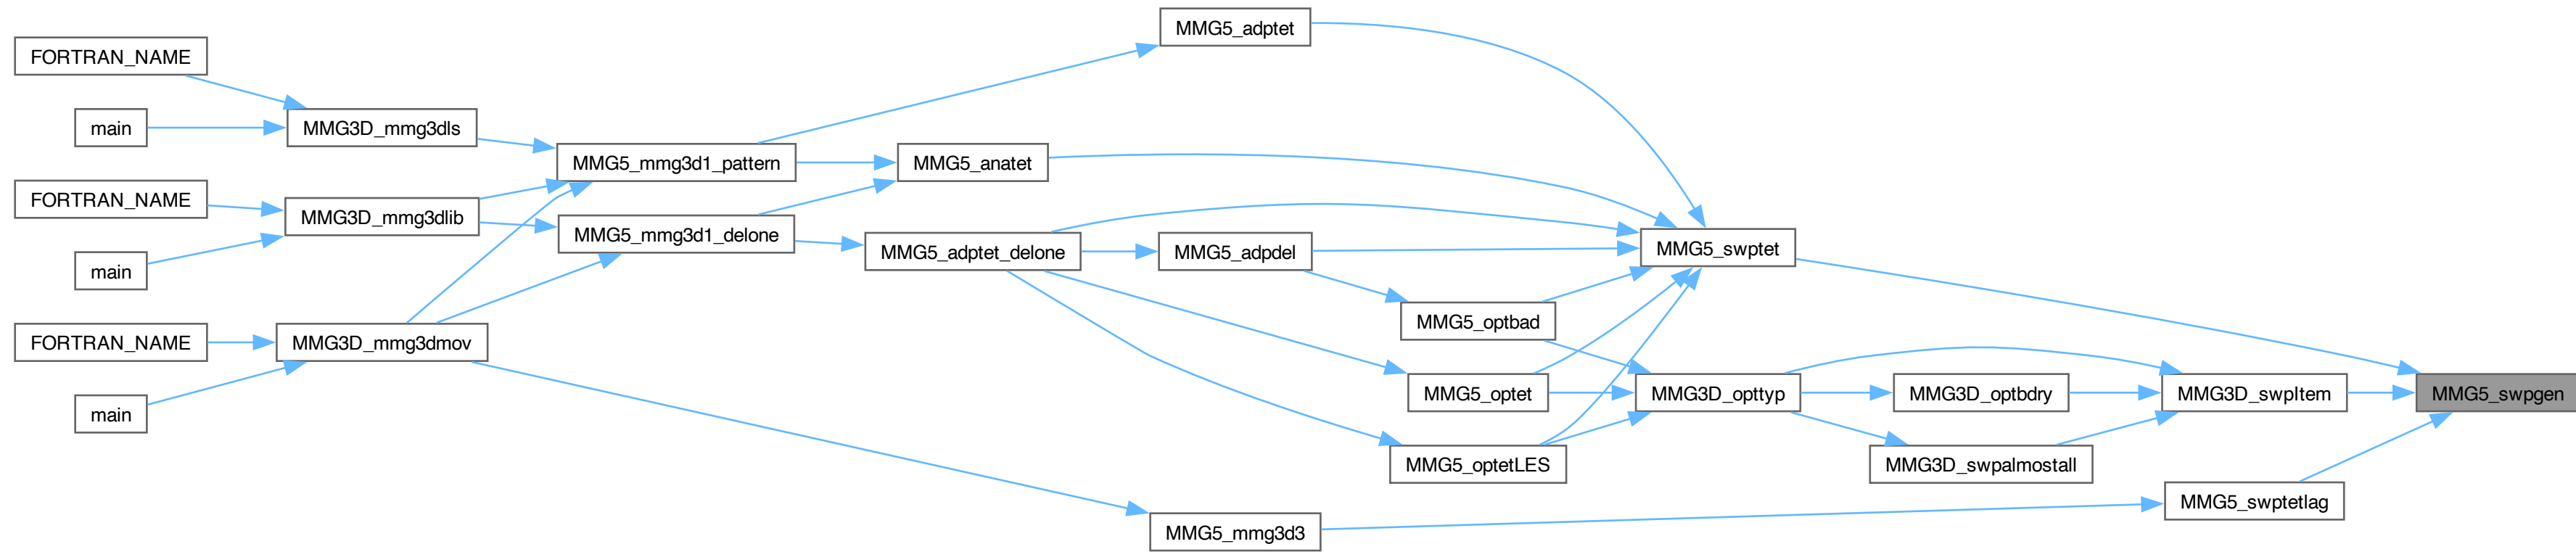 MMG5_adptet
FORTRAN_NAME
main
MMG3D_mmg3dls
MMG5_mmg3d1_pattern
MMG5_anatet
FORTRAN_NAME
MMG3D_mmg3dlib
MMG5_mmg3d1_delone
MMG5_adptet_delone
MMG5_adpdel
MMG5_swptet
main
MMG5_optbad
FORTRAN_NAME
MMG3D_mmg3dmov
MMG5_optet
MMG3D_opttyp
MMG3D_optbdry
MMG3D_swpItem
MMG5_swpgen
main
MMG5_optetLES
MMG3D_swpalmostall
MMG5_swptetlag
MMG5_mmg3d3